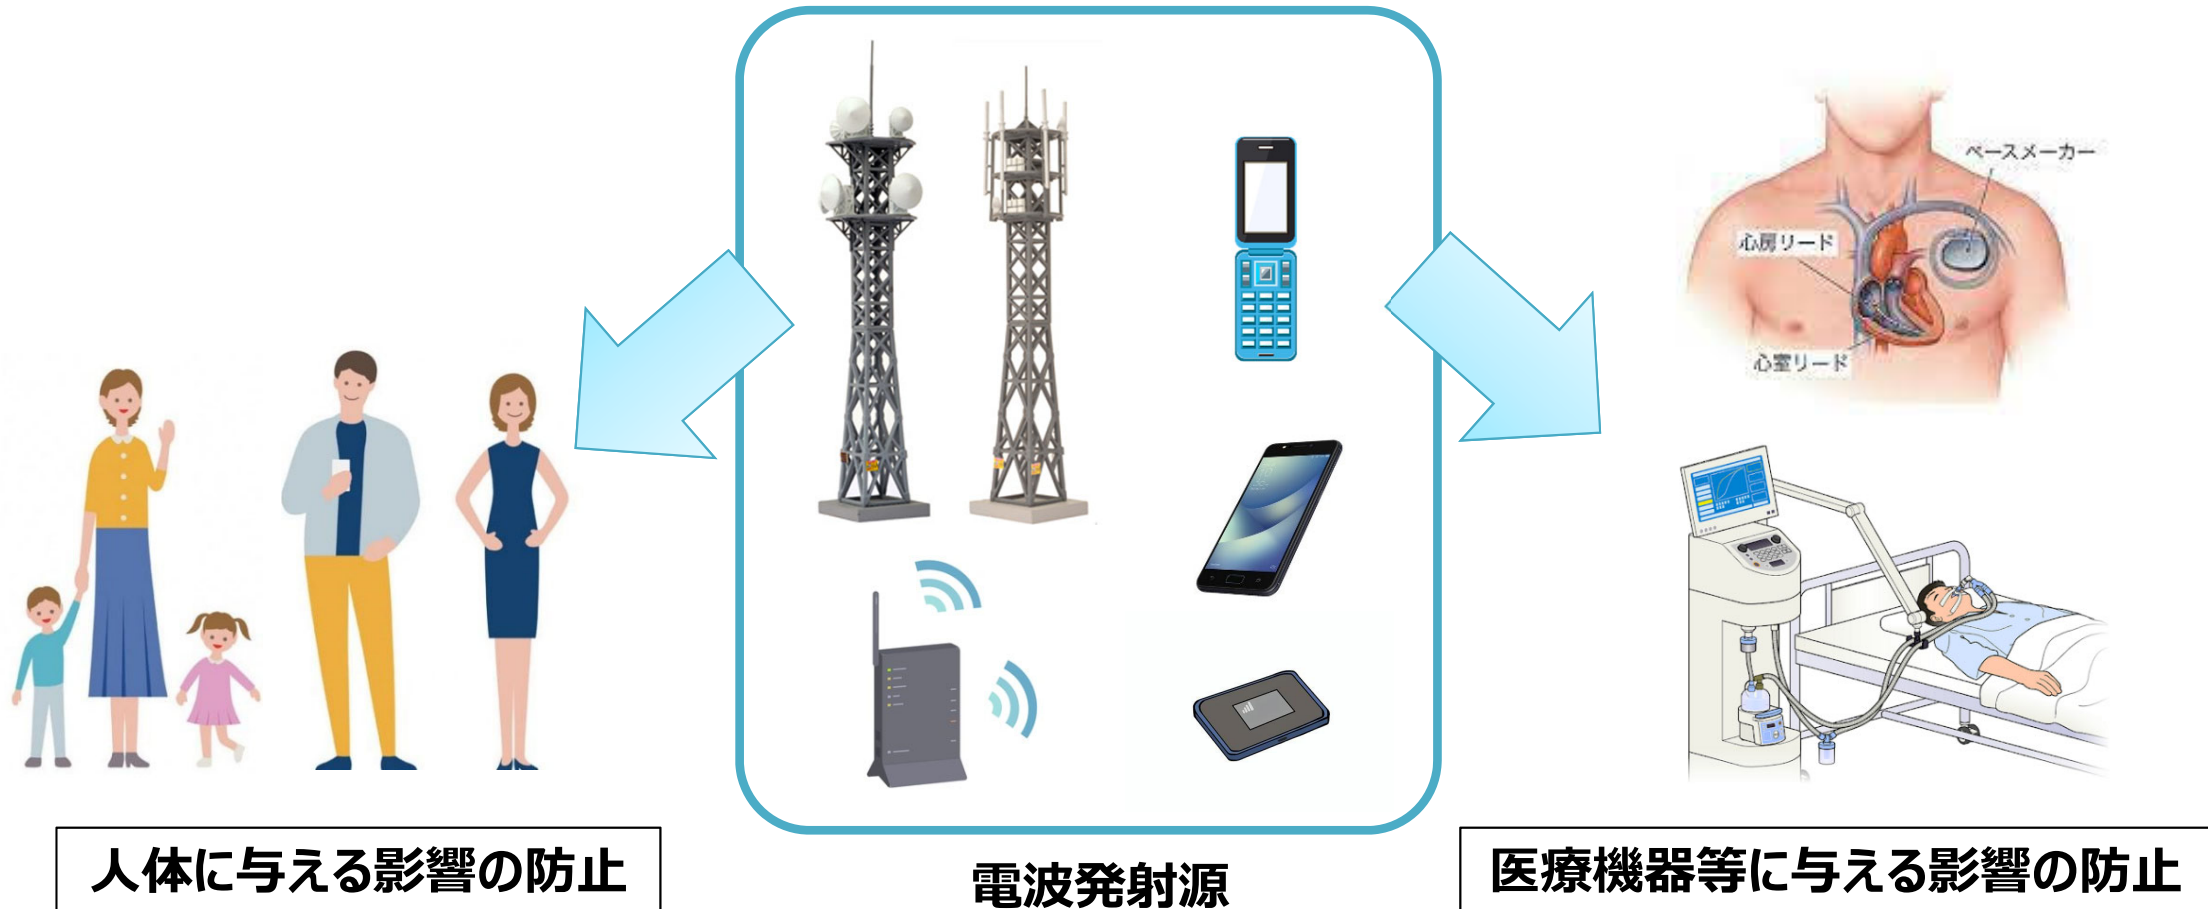 ペースメーカー
心房リード
心室リード
人体に与える影響の防止
電波発射源
医療機器等に与える影響の防止